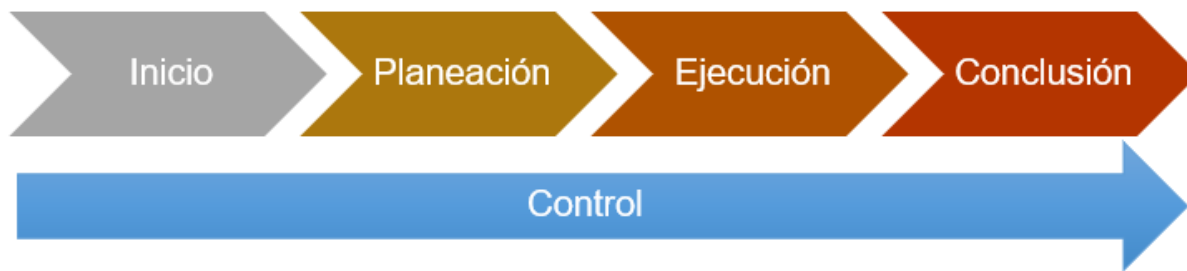 Inicio
Planeación
Ejecución
Conclusión
Control